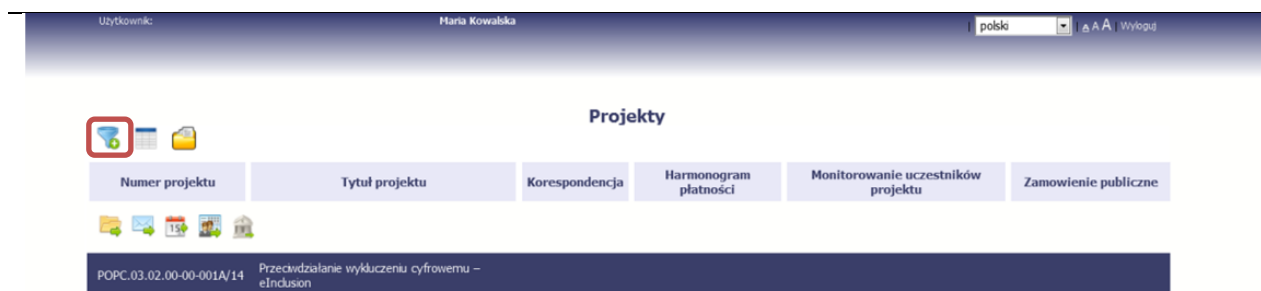 Użytkownik: Maria Kowalska | polski | A A A | Wyloguj
Projekty
Numer projektu Tytuł projektu Korespondencja Harmonogram płatności Monitorowanie uczestników projektu Zamowienie publiczne
15
POPC.03.02.00-00-001A/14 Przeciwdziałanie wykluczeniu cyfrowemu –
eInclusion